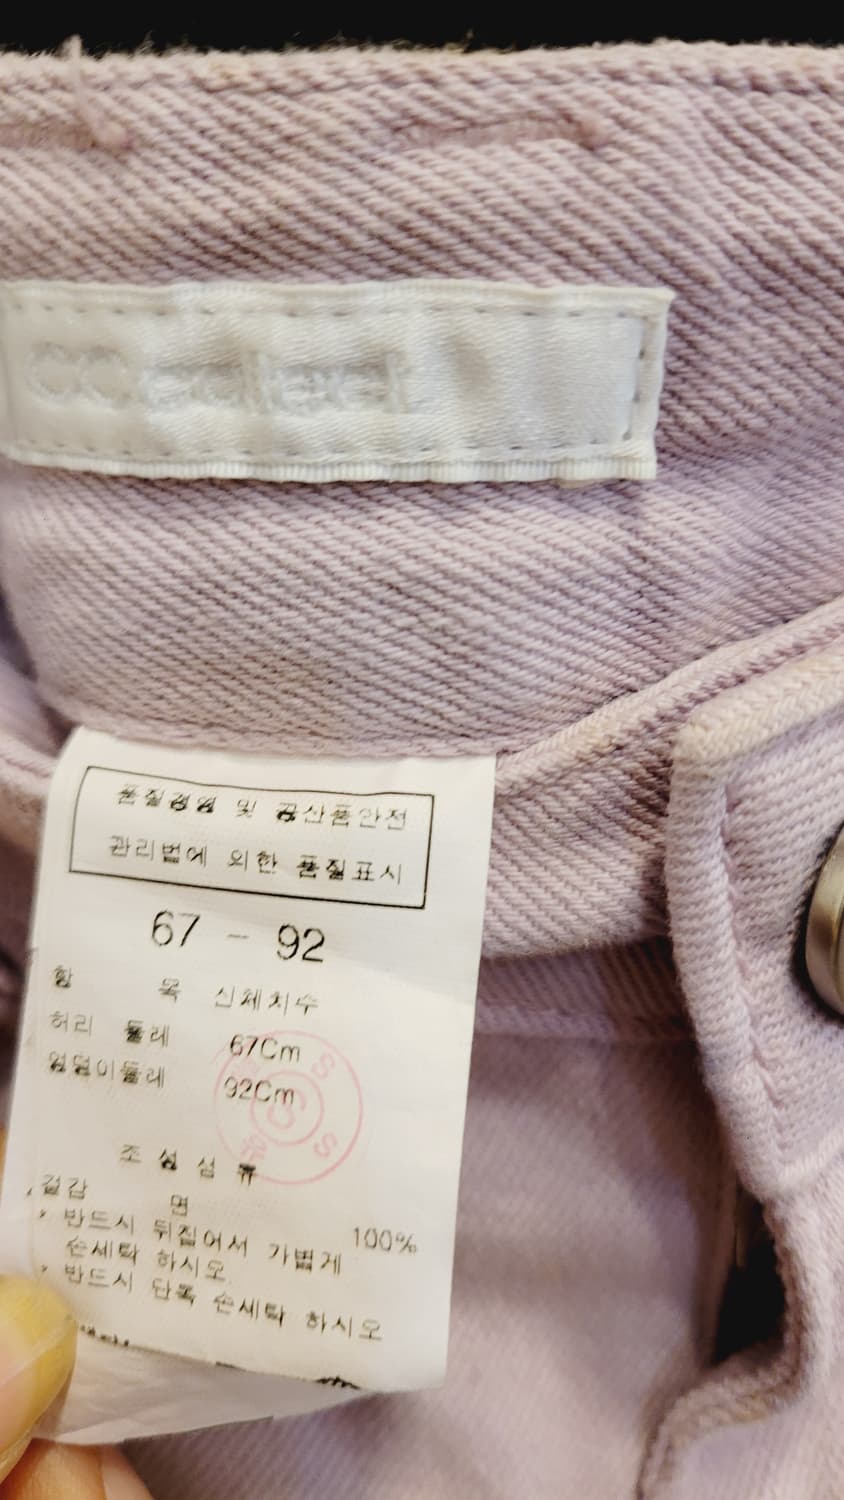 co eclect
품질경영 및 공산품안전
관리법에 의한 품질표시
67 - 92
항 목 신체치수
허리 둘레 67Cm
엉덩이둘레 92Cm
조 성 섬 유
겉감 면 100%
반드시 뒤집어서 가볍게
손세탁 하시오
반드시 단독 손세탁 하시오
S
S